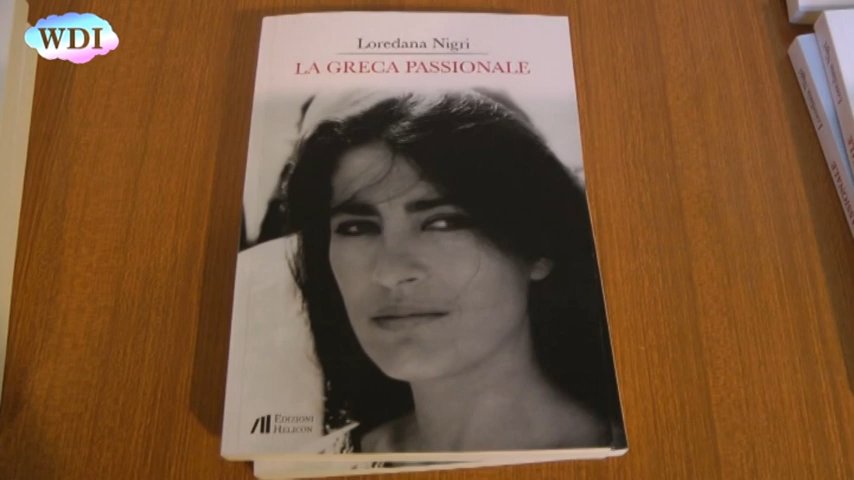 WDI
Loredana Nigri
LA GRECA PASSIONALE
EDIZIONI
HELICON